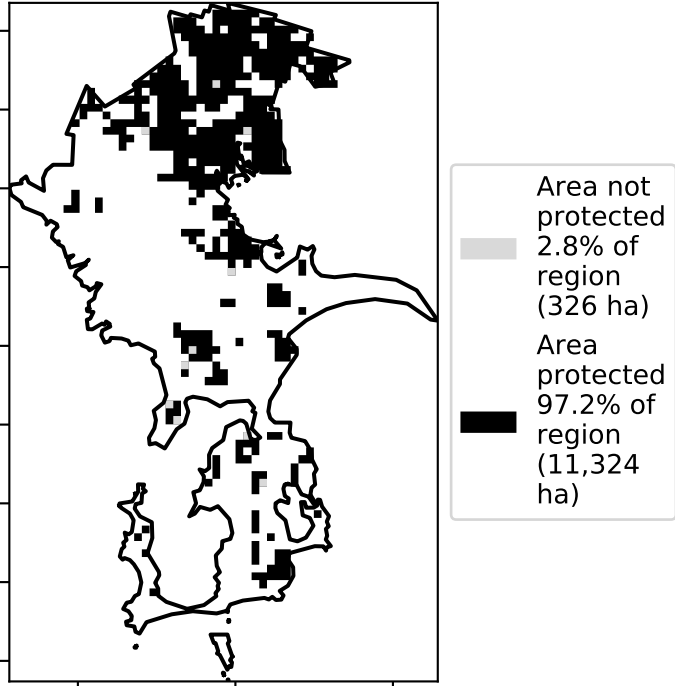 Area not
protected
2.8% of
region
(326 ha)
Area
protected
97.2% of
region
(11,324
ha)